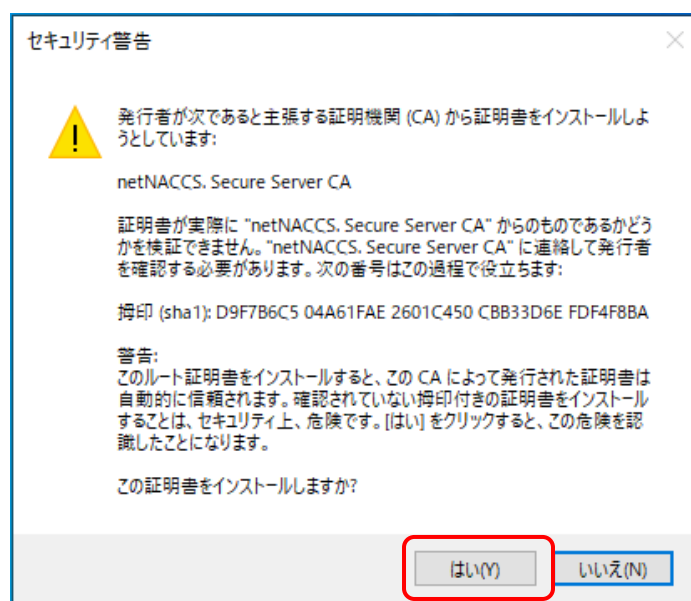 セキュリティ警告
発行者が次であると主張する証明機関 (CA) から証明書をインストールしよ
うとしています:
netNACCS. Secure Server CA
証明書が実際に "netNACCS. Secure Server CA" からのものであるかどう
かを検証できません。"netNACCS. Secure Server CA" に連絡して発行者
を確認する必要があります。次の番号はこの過程で役立ちます:
拇印 (sha1): D9F7B6C5 04A61FAE 2601C450 CBB33D6E FDF4F8BA
警告:
このルート証明書をインストールすると、この CA によって発行された証明書は
自動的に信頼されます。確認されていない拇印付きの証明書をインストール
することは、セキュリティ上、危険です。[はい] をクリックすると、この危険を認
識したことになります。
この証明書をインストールしますか?
はい(Y)
いいえ(N)